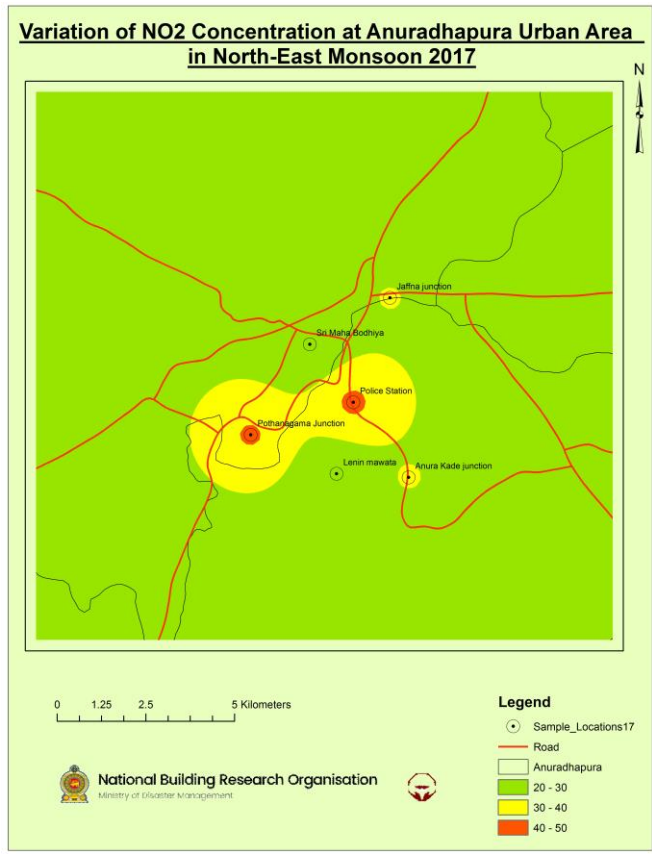 Variation of NO2 Concentration at Anuradhapura Urban Area
in North-East Monsoon 2017
N
Jaffna junction
Sri Maha Bodhiya
Police Station
Pothanagama Junction
Lenin mawata
Anura Kade junction
0 1.25 2.5 5 Kilometers
Legend
Sample_Locations17
Road
Anuradhapura
20 - 30
30 - 40
40 - 50
National Building Research Organisation
Ministry of Disaster Management